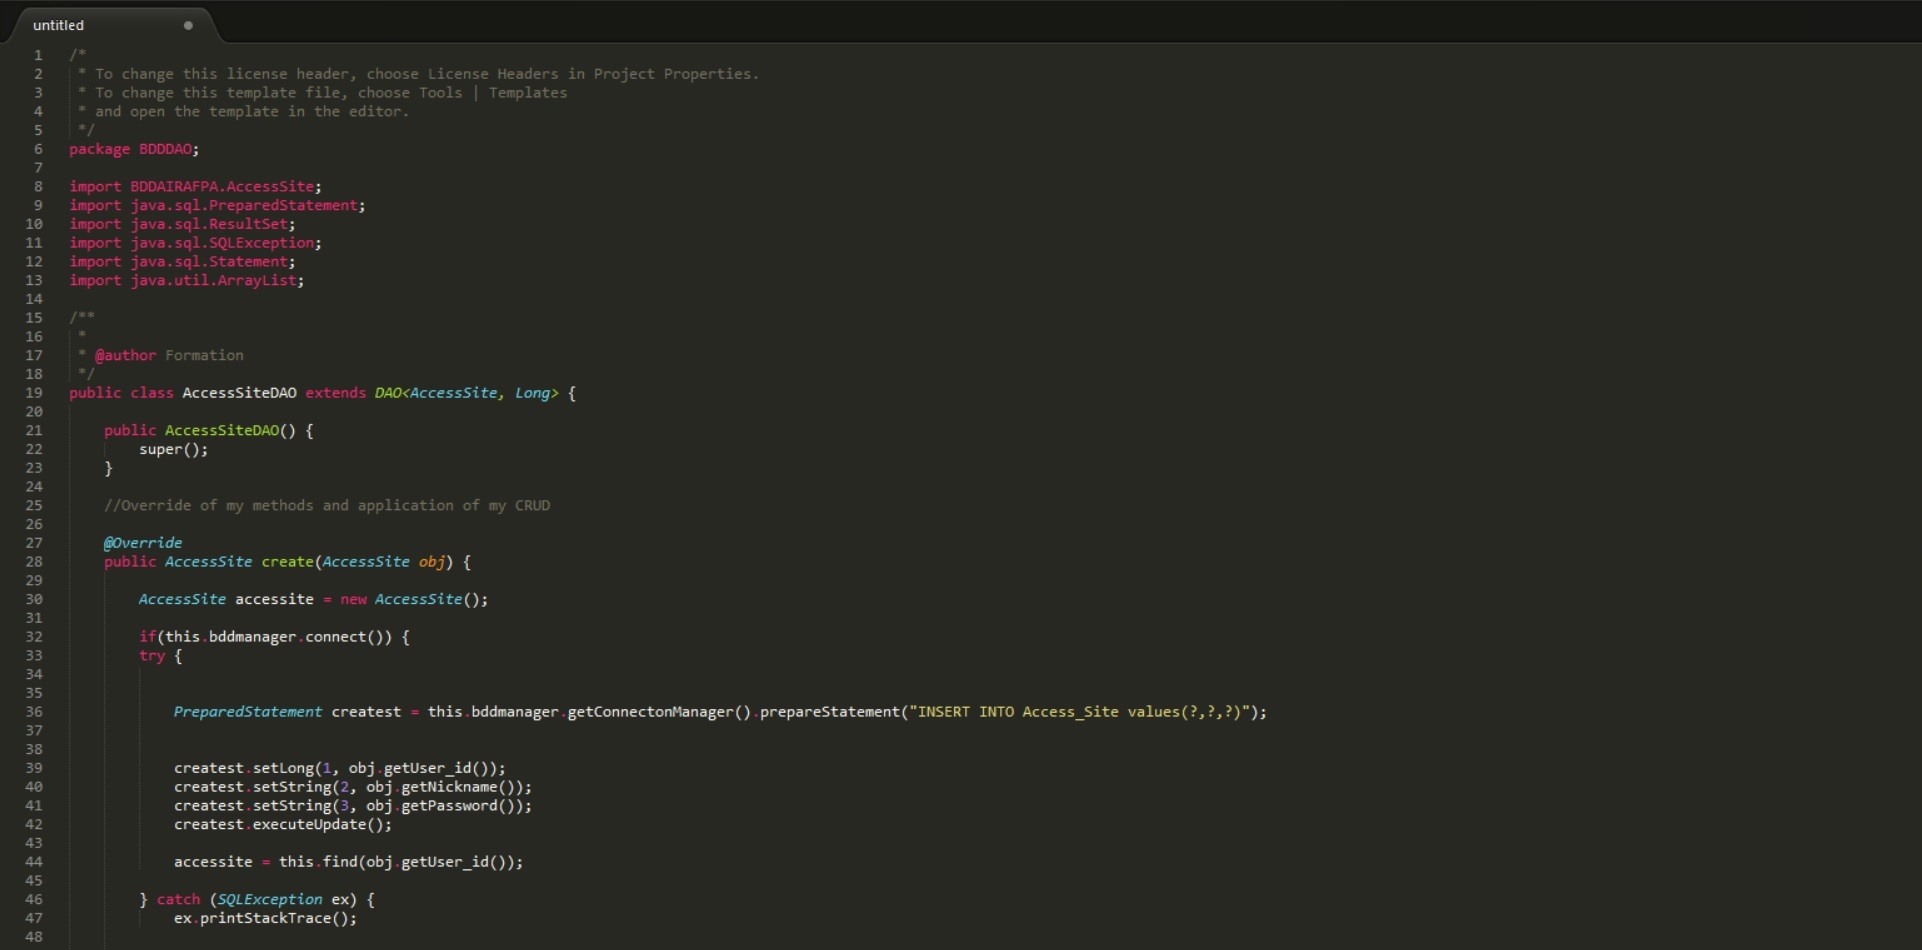 untitled
1 /*
2  * To change this license header, choose License Headers in Project Properties.
3  * To change this template file, choose Tools | Templates
4  * and open the template in the editor.
5  */
6 package BDDDAO;
7
8 import BDDAIRAFPA.AccessSite;
9 import java.sql.PreparedStatement;
10 import java.sql.ResultSet;
11 import java.sql.SQLException;
12 import java.sql.Statement;
13 import java.util.ArrayList;
14
15 /**
16  *
17  * @author Formation
18  */
19 public class AccessSiteDAO extends DAO<AccessSite, Long> {
20
21     public AccessSiteDAO() {
22         super();
23     }
24
25     //Override of my methods and application of my CRUD
26
27     @Override
28     public AccessSite create(AccessSite obj) {
29
30         AccessSite accessite = new AccessSite();
31
32         if(this.bddmanager.connect()) {
33         try {
34
35
36             PreparedStatement createst = this.bddmanager.getConnectonManager().prepareStatement("INSERT INTO Access_Site values(?,?,?)");
37
38
39             createst.setLong(1, obj.getUser_id());
40             createst.setString(2, obj.getNickname());
41             createst.setString(3, obj.getPassword());
42             createst.executeUpdate();
43
44             accessite = this.find(obj.getUser_id());
45
46         } catch (SQLException ex) {
47             ex.printStackTrace();
48